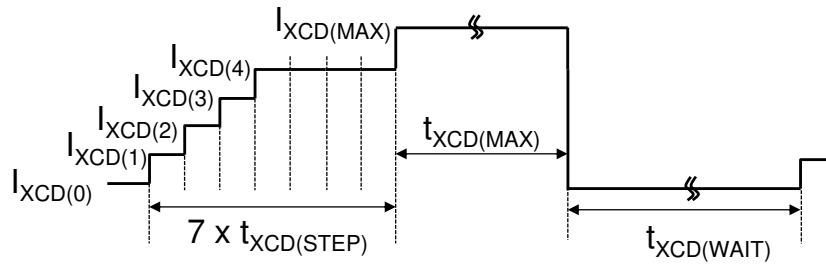 I_XCD(MAX)
I_XCD(4)
I_XCD(3)
I_XCD(2)
I_XCD(1)
I_XCD(0)
t_XCD(MAX)
7 x t_XCD(STEP)
t_XCD(WAIT)